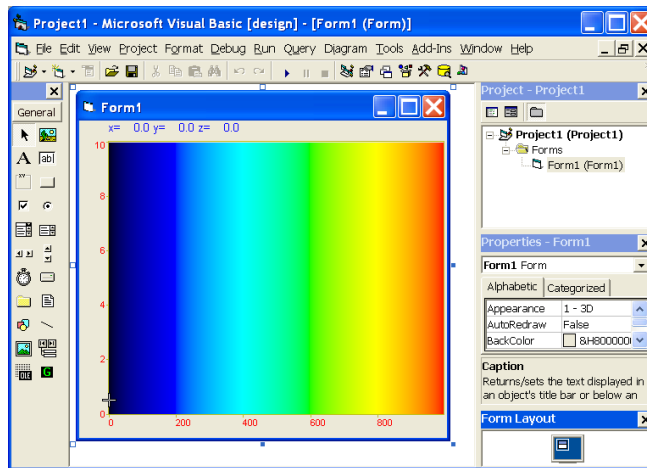 Project1 - Microsoft Visual Basic [design] - [Form1 (Form)]
File Edit View Project Format Debug Run Query Diagram Tools Add-Ins Window Help
General
A ab|
xy
OLE G
Form1
x= 0.0 y= 0.0 z= 0.0
10
8
6
4
2
0
0 200 400 600 800
Project - Project1
Project1 (Project1)
Forms
Form1 (Form1)
Properties - Form1
Form1 Form
Alphabetic Categorized
Appearance 1 - 3D
AutoRedraw False
BackColor &H800000
Caption
Returns/sets the text displayed in
an object's title bar or below an
Form Layout